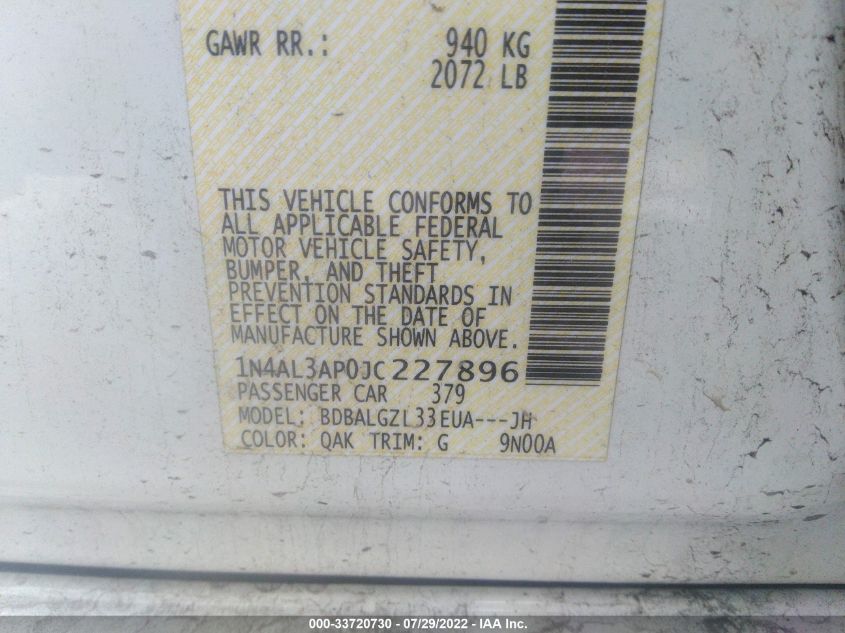 GAWR RR.: 940 KG
2072 LB
THIS VEHICLE CONFORMS TO
ALL APPLICABLE FEDERAL
MOTOR VEHICLE SAFETY,
BUMPER, AND THEFT
PREVENTION STANDARDS IN
EFFECT ON THE DATE OF
MANUFACTURE SHOWN ABOVE.
1N4AL3AP0JC227896
PASSENGER CAR 379
MODEL: BDBALGZL33EUA---JH
COLOR: QAK TRIM: G 9N00A
000-33720730 - 07/29/2022 - IAA Inc.